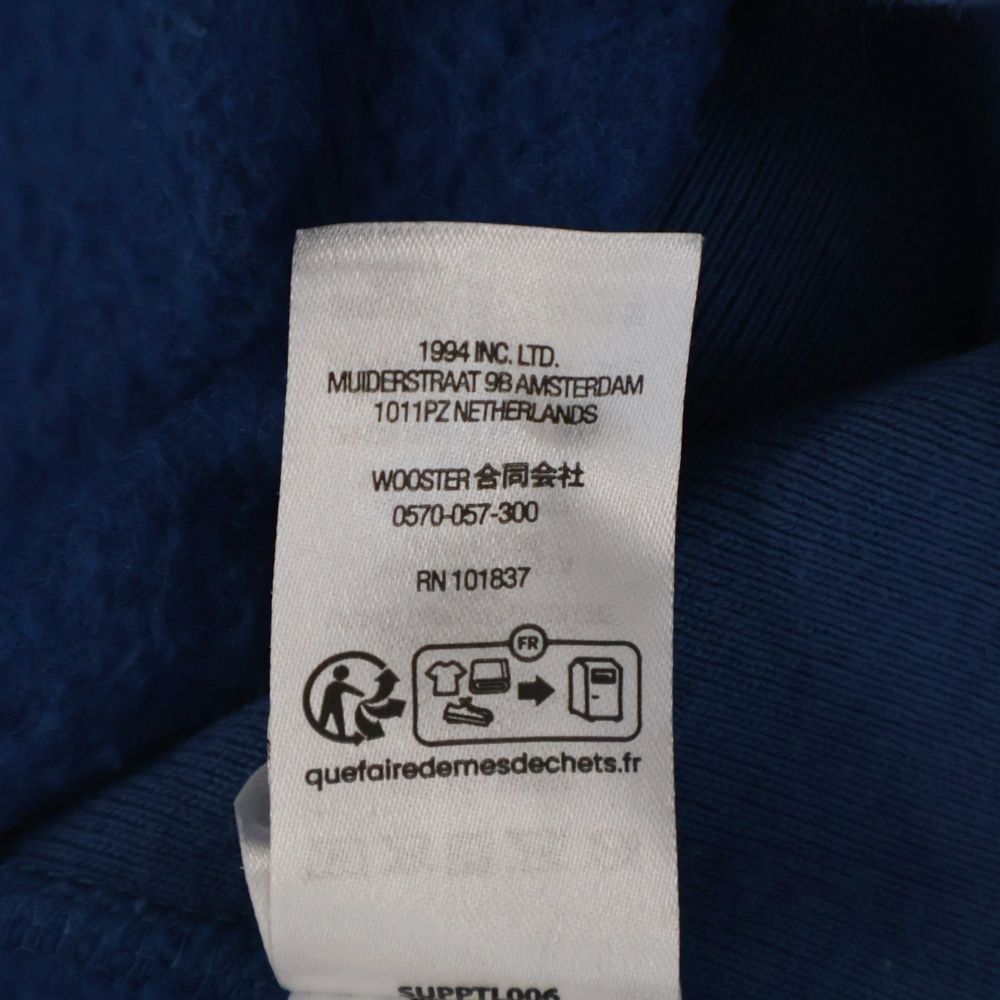 1994 INC. LTD.
MUIDERSTRAAT 9B AMSTERDAM
1011PZ NETHERLANDS
WOOSTER 合同会社
0570-057-300
RN 101837
FR
quefairedemesdechets.fr
SUPPTL006